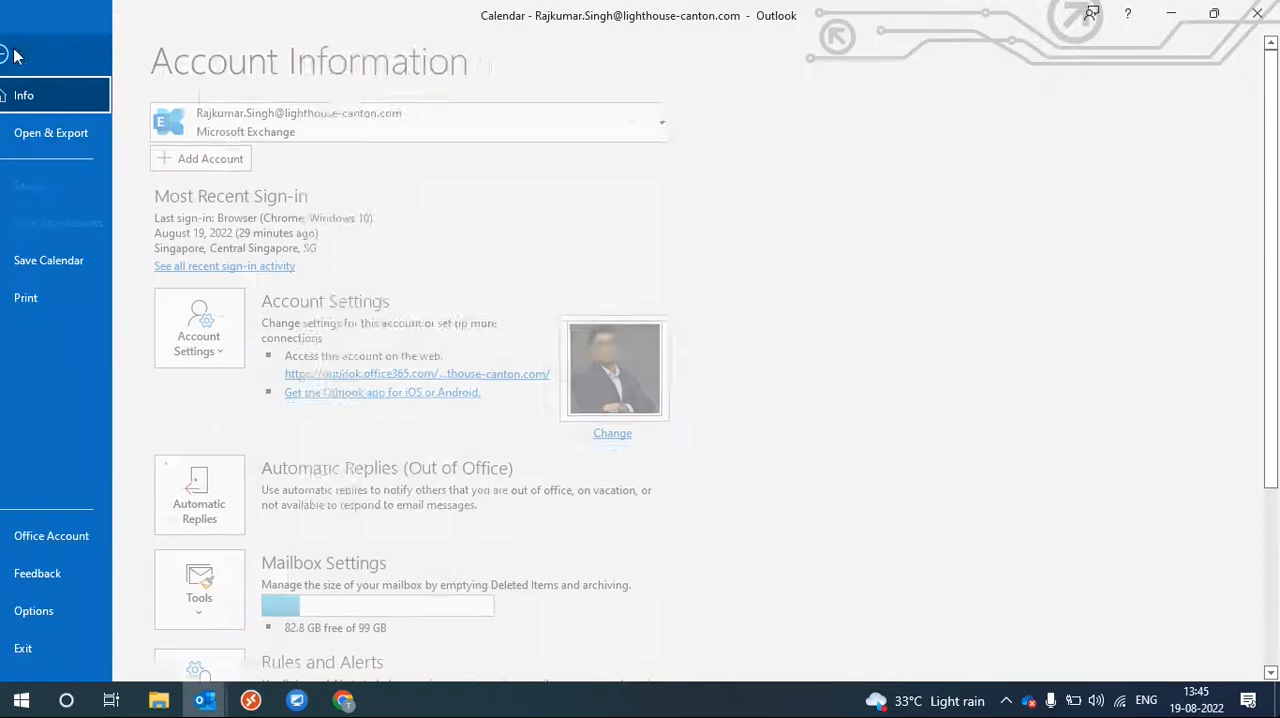 Calendar - Rajkumar.Singh@lighthouse-canton.com - Outlook
?
Account Information
Info
Rajkumar.Singh@lighthouse-canton.com
Microsoft Exchange
Open & Export
Add Account
Most Recent Sign-in
Last sign-in: Browser (Chrome, Windows 10)
August 19, 2022 (29 minutes ago)
Singapore, Central Singapore, SG
See all recent sign-in activity
Save Calendar
Print
Account Settings
Account Settings
Change settings for this account or set up more
connections
Access this account on the web.
https://outlook.office365.com/...thouse-canton.com/
Get the Outlook app for iOS or Android.
Change
Automatic Replies
Automatic Replies (Out of Office)
Use automatic replies to notify others that you are out of office, on vacation, or
not available to respond to email messages.
Office Account
Feedback
Options
Exit
Tools
Mailbox Settings
Manage the size of your mailbox by emptying Deleted Items and archiving.
82.8 GB free of 99 GB
Rules and Alerts
33°C Light rain
ENG
13:45
19-08-2022